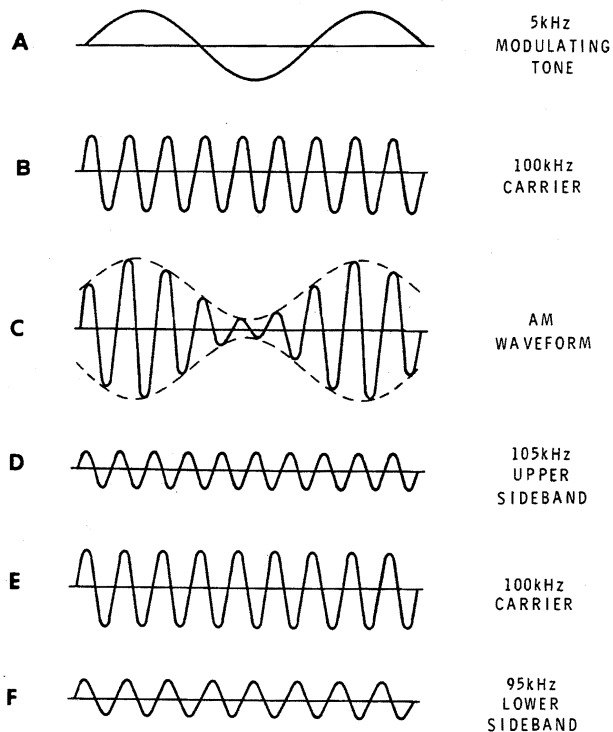 A
5kHz
MODULATING
TONE
B
100kHz
CARRIER
C
AM
WAVEFORM
D
105kHz
UPPER
SIDEBAND
E
100kHz
CARRIER
F
95kHz
LOWER
SIDEBAND